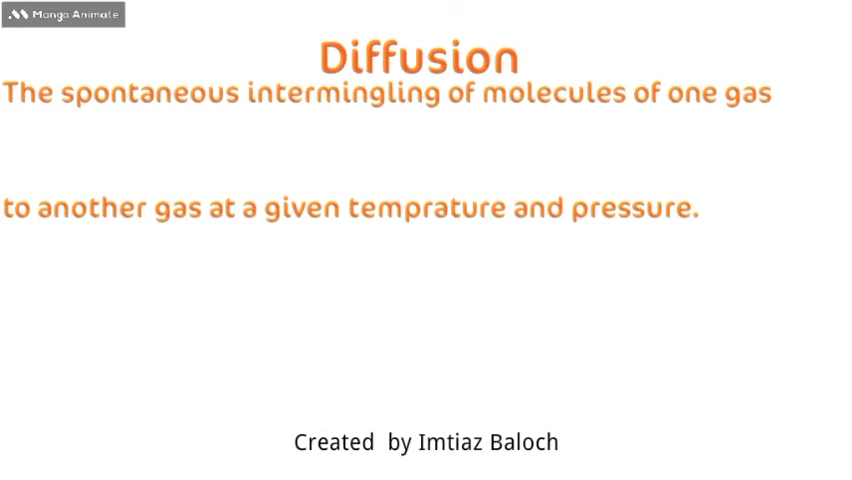 Mango Animate
Diffusion
The spontaneous intermingling of molecules of one gas
to another gas at a given temprature and pressure.
Created by Imtiaz Baloch